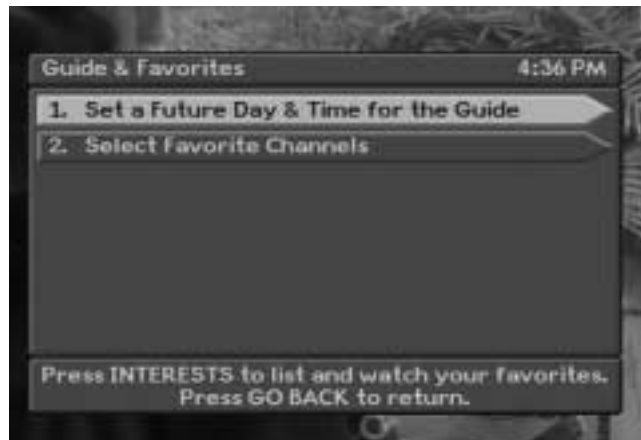 Guide & Favorites 4:36 PM
1. Set a Future Day & Time for the Guide
2. Select Favorite Channels
Press INTERESTS to list and watch your favorites.
Press GO BACK to return.